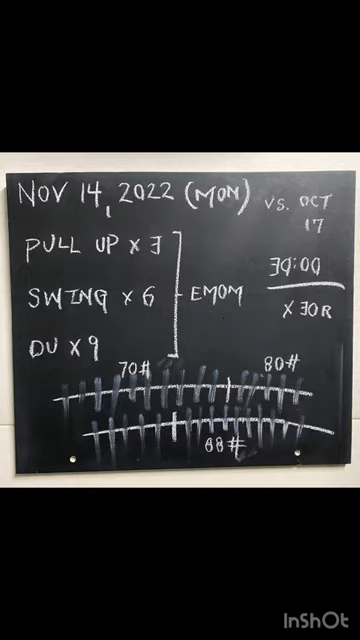 NOV 14, 2022 (MON) VS. OCT 17
PULL UP X 3
SWING X 6
DU X 9
EMOM
30:00
X 30R
70# 80#
88#
InShOt